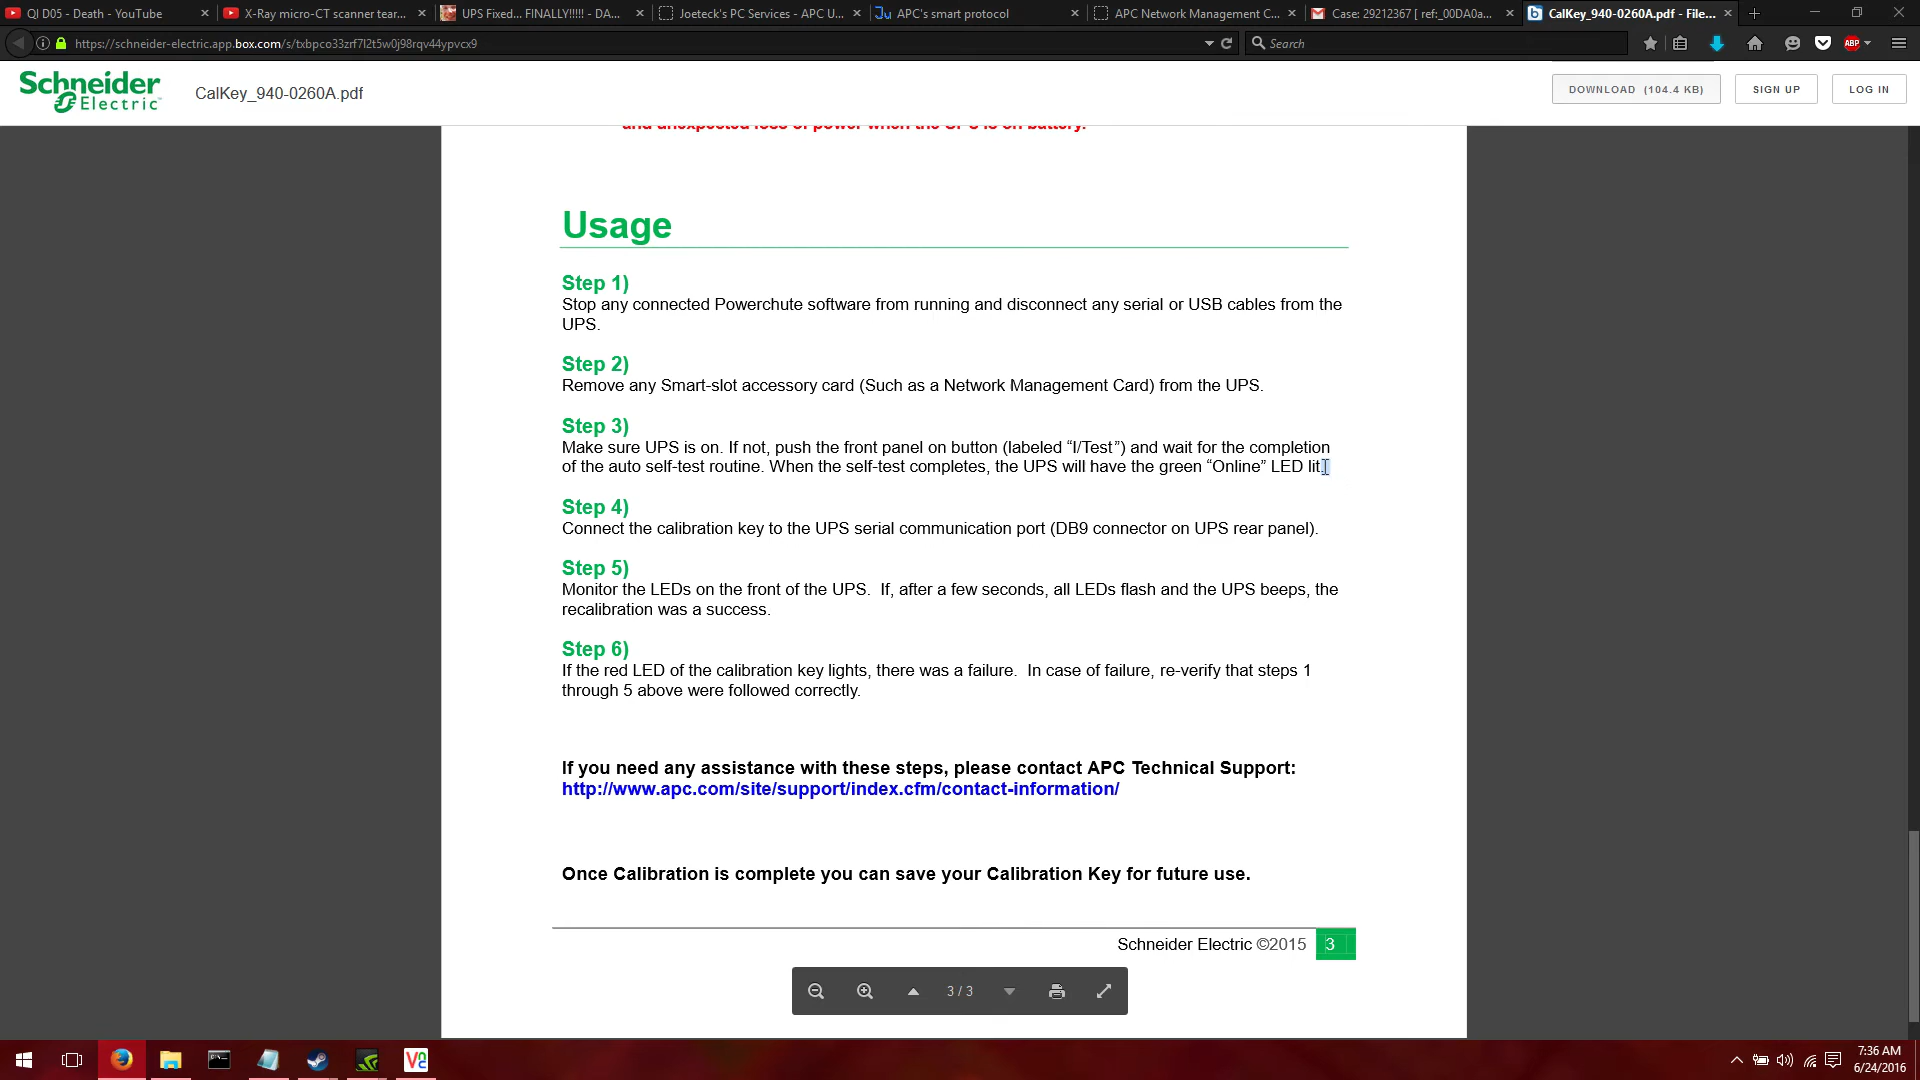 QI D05 - Death - YouTube
X-Ray micro-CT scanner tear...
UPS Fixed... FINALLY!!!!! - DA...
Joeteck's PC Services - APC U...
APC's smart protocol
APC Network Management C...
Case: 29212367 [ ref:_00DA0a...
CalKey_940-0260A.pdf - File...
https://schneider-electric.app.box.com/s/txbpco33zrf7l2t5w0j98rqv44ypvcx9
Search
ABP
Schneider
Electric
CalKey_940-0260A.pdf
DOWNLOAD (104.4 KB)
SIGN UP
LOG IN
and unexpected loss of power when the UPS is on battery.
Usage
Step 1)
Stop any connected Powerchute software from running and disconnect any serial or USB cables from the
UPS.
Step 2)
Remove any Smart-slot accessory card (Such as a Network Management Card) from the UPS.
Step 3)
Make sure UPS is on. If not, push the front panel on button (labeled “I/Test”) and wait for the completion
of the auto self-test routine. When the self-test completes, the UPS will have the green “Online” LED lit.
Step 4)
Connect the calibration key to the UPS serial communication port (DB9 connector on UPS rear panel).
Step 5)
Monitor the LEDs on the front of the UPS.  If, after a few seconds, all LEDs flash and the UPS beeps, the
recalibration was a success.
Step 6)
If the red LED of the calibration key lights, there was a failure.  In case of failure, re-verify that steps 1
through 5 above were followed correctly.
If you need any assistance with these steps, please contact APC Technical Support:
http://www.apc.com/site/support/index.cfm/contact-information/
Once Calibration is complete you can save your Calibration Key for future use.
Schneider Electric ©2015 3
3 / 3
7:36 AM
6/24/2016